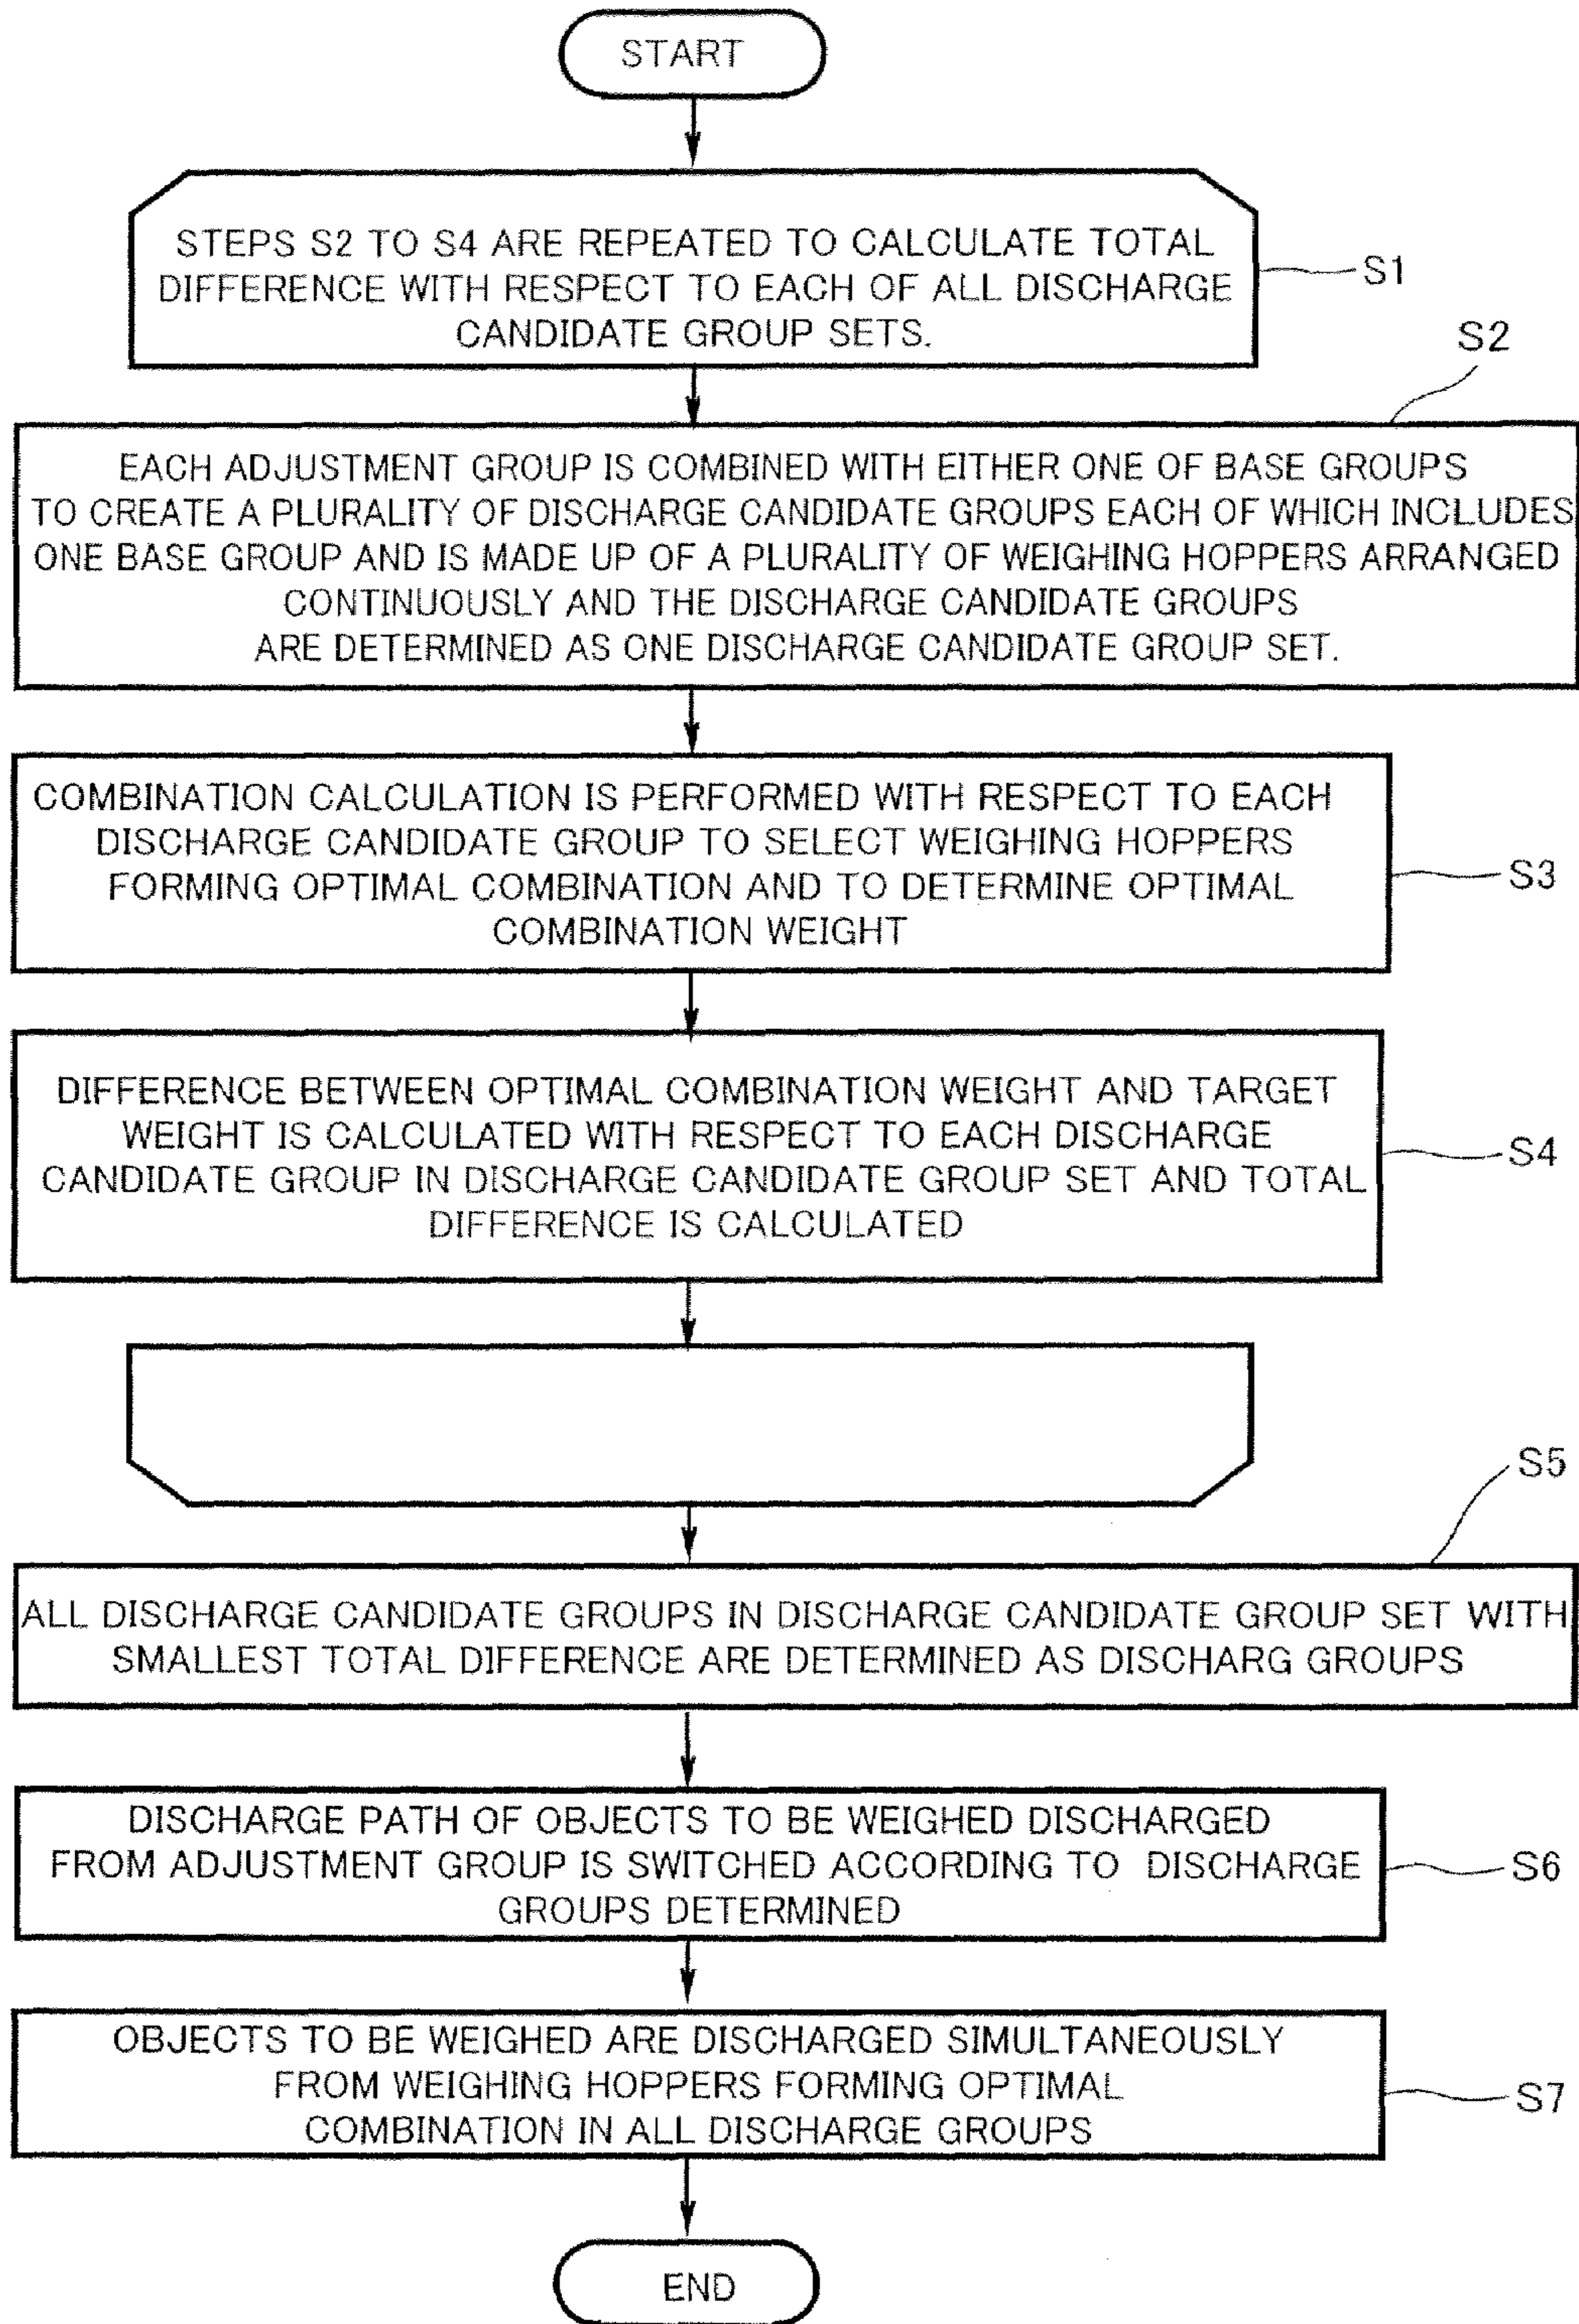 START
STEPS S2 TO S4 ARE REPEATED TO CALCULATE TOTAL
DIFFERENCE WITH RESPECT TO EACH OF ALL DISCHARGE
CANDIDATE GROUP SETS.
S1
S2
EACH ADJUSTMENT GROUP IS COMBINED WITH EITHER ONE OF BASE GROUPS
TO CREATE A PLURALITY OF DISCHARGE CANDIDATE GROUPS EACH OF WHICH INCLUDES
ONE BASE GROUP AND IS MADE UP OF A PLURALITY OF WEIGHING HOPPERS ARRANGED
CONTINUOUSLY AND THE DISCHARGE CANDIDATE GROUPS
ARE DETERMINED AS ONE DISCHARGE CANDIDATE GROUP SET.
COMBINATION CALCULATION IS PERFORMED WITH RESPECT TO EACH
DISCHARGE CANDIDATE GROUP TO SELECT WEIGHING HOPPERS
FORMING OPTIMAL COMBINATION AND TO DETERMINE OPTIMAL
COMBINATION WEIGHT
S3
DIFFERENCE BETWEEN OPTIMAL COMBINATION WEIGHT AND TARGET
WEIGHT IS CALCULATED WITH RESPECT TO EACH DISCHARGE
CANDIDATE GROUP IN DISCHARGE CANDIDATE GROUP SET AND TOTAL
DIFFERENCE IS CALCULATED
S4
S5
ALL DISCHARGE CANDIDATE GROUPS IN DISCHARGE CANDIDATE GROUP SET WITH
SMALLEST TOTAL DIFFERENCE ARE DETERMINED AS DISCHARG GROUPS
DISCHARGE PATH OF OBJECTS TO BE WEIGHED DISCHARGED
FROM ADJUSTMENT GROUP IS SWITCHED ACCORDING TO DISCHARGE
GROUPS DETERMINED
S6
OBJECTS TO BE WEIGHED ARE DISCHARGED SIMULTANEOUSLY
FROM WEIGHING HOPPERS FORMING OPTIMAL
COMBINATION IN ALL DISCHARGE GROUPS
S7
END